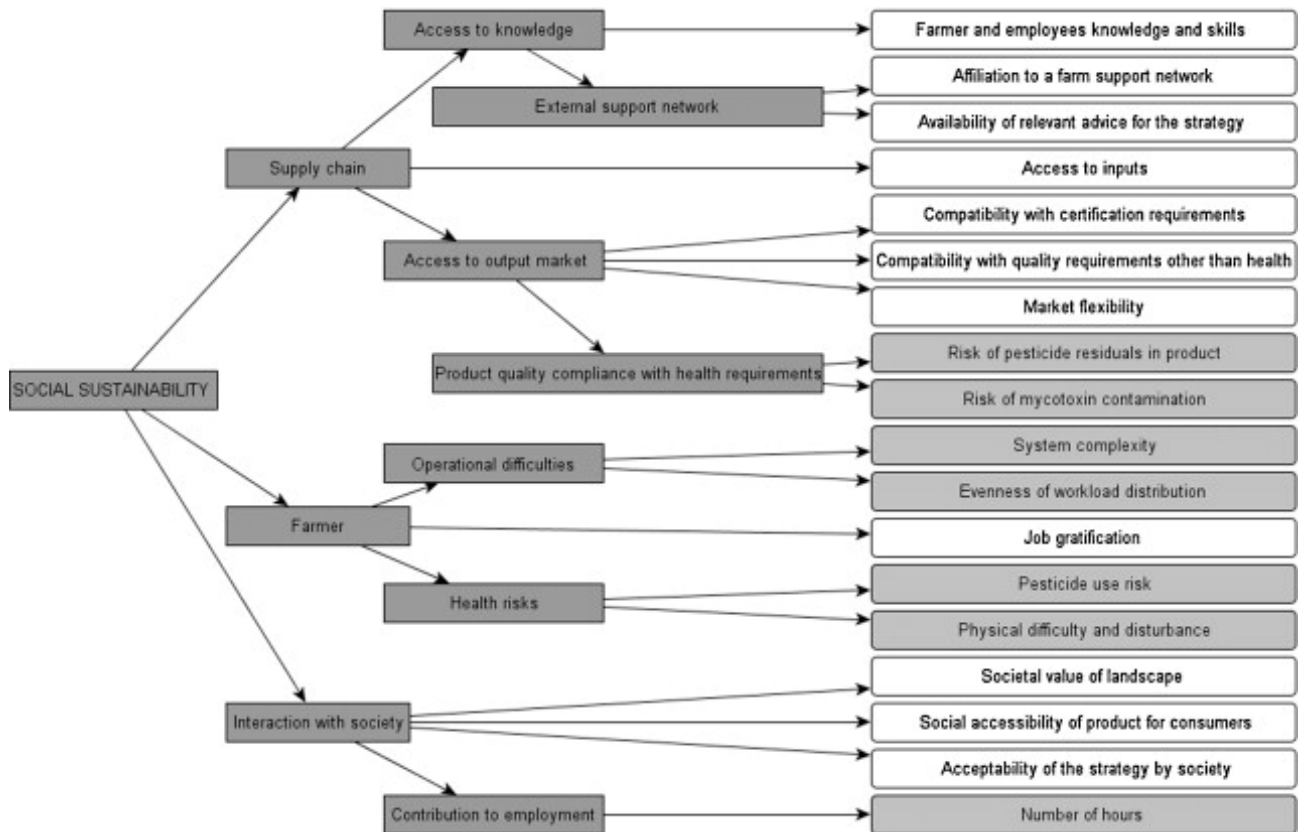 Access to knowledge
Farmer and employees knowledge and skills
Affiliation to a farm support network
External support network
Availability of relevant advice for the strategy
Supply chain
Access to inputs
Compatibility with certification requirements
Access to output market
Compatibility with quality requirements other than health
Market flexibility
Risk of pesticide residuals in product
Product quality compliance with health requirements
SOCIAL SUSTAINABILITY
Risk of mycotoxin contamination
System complexity
Operational difficulties
Evenness of workload distribution
Farmer
Job gratification
Pesticide use risk
Health risks
Physical difficulty and disturbance
Societal value of landscape
Interaction with society
Social accessibility of product for consumers
Acceptability of the strategy by society
Contribution to employment
Number of hours